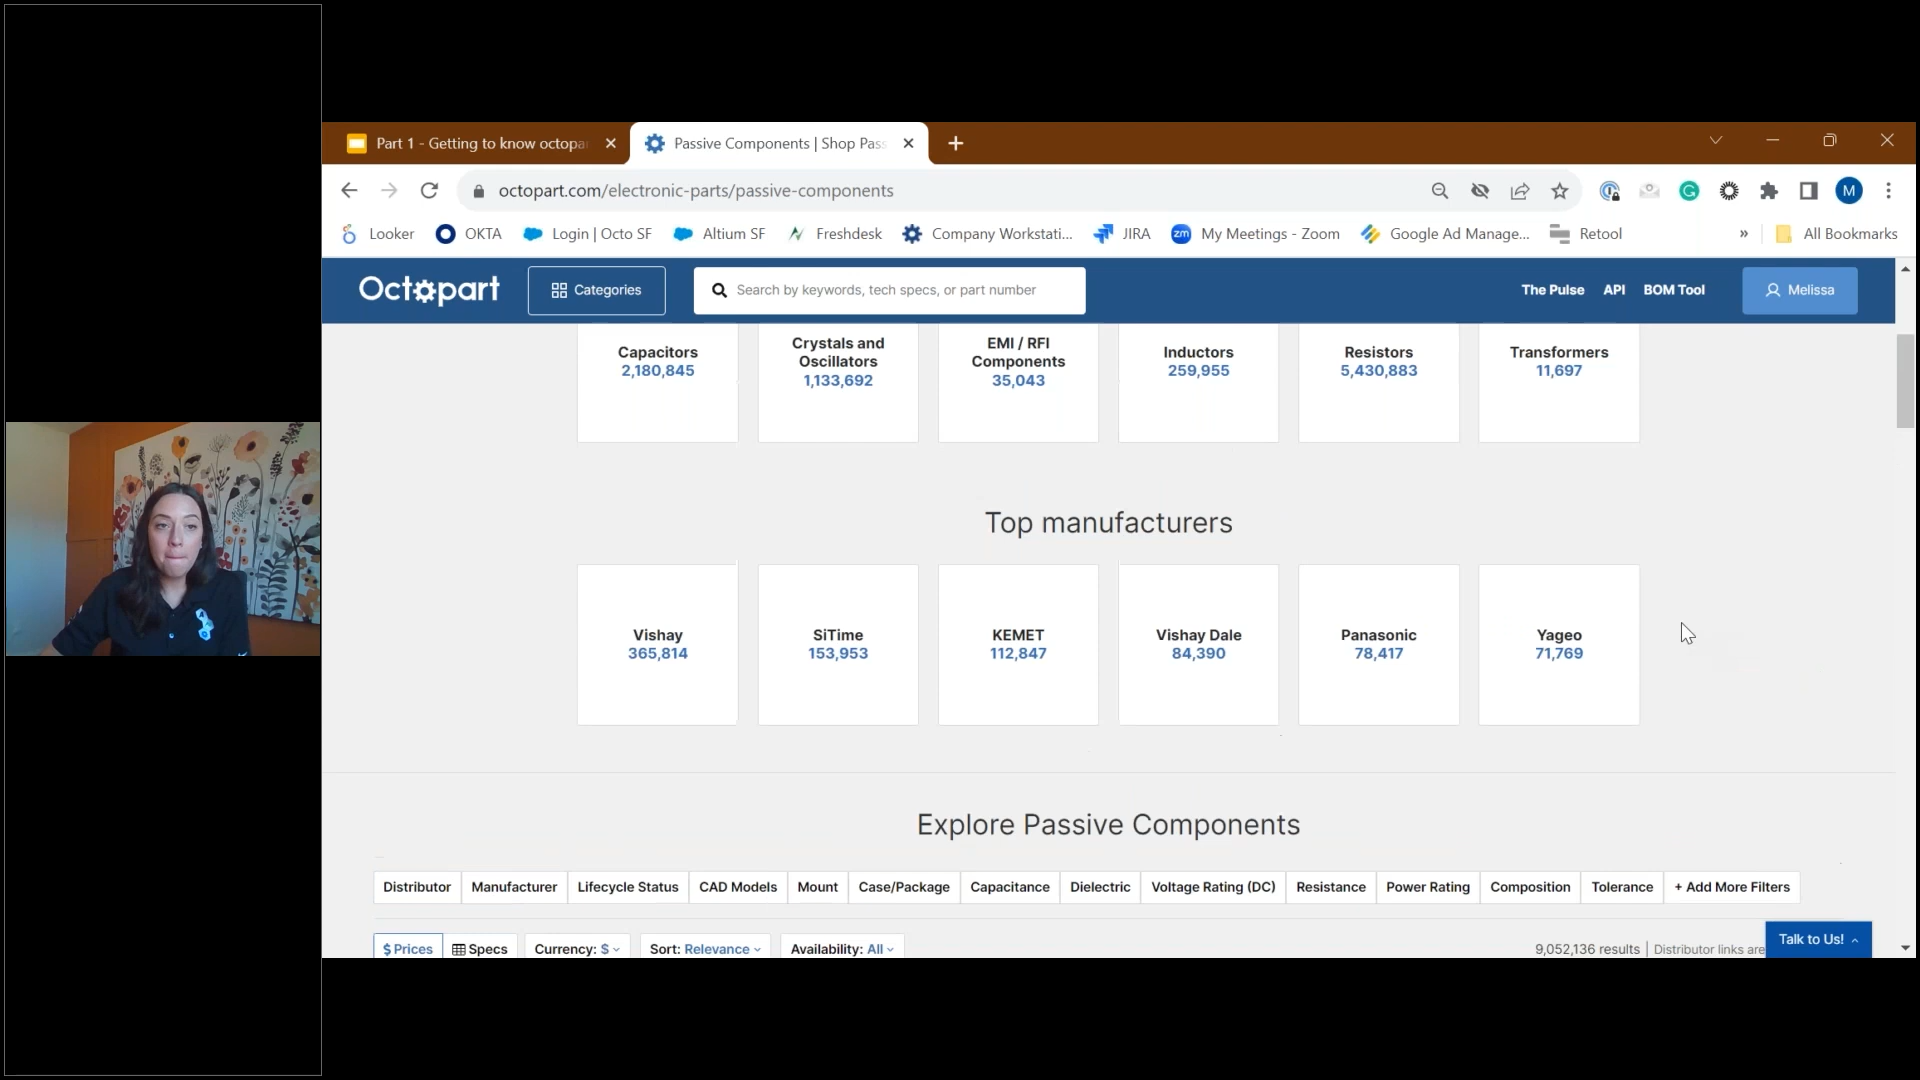 Part 1 - Getting to know octopa
Passive Components | Shop Pas
octopart.com/electronic-parts/passive-components
M
Looker
OKTA
Login | Octo SF
Altium SF
Freshdesk
Company Workstati...
JIRA
zm
My Meetings - Zoom
Google Ad Manage...
Retool
»
All Bookmarks
Octopart
Categories
Search by keywords, tech specs, or part number
The Pulse
API
BOM Tool
Melissa
Capacitors
2,180,845
Crystals and
Oscillators
1,133,692
EMI / RFI
Components
35,043
Inductors
259,955
Resistors
5,430,883
Transformers
11,697
Top manufacturers
Vishay
365,814
SiTime
153,953
KEMET
112,847
Vishay Dale
84,390
Panasonic
78,417
Yageo
71,769
Explore Passive Components
Distributor
Manufacturer
Lifecycle Status
CAD Models
Mount
Case/Package
Capacitance
Dielectric
Voltage Rating (DC)
Resistance
Power Rating
Composition
Tolerance
+ Add More Filters
$ Prices
Specs
Currency: $
Sort: Relevance
Availability: All
9,052,136 results | Distributor links are
Talk to Us!